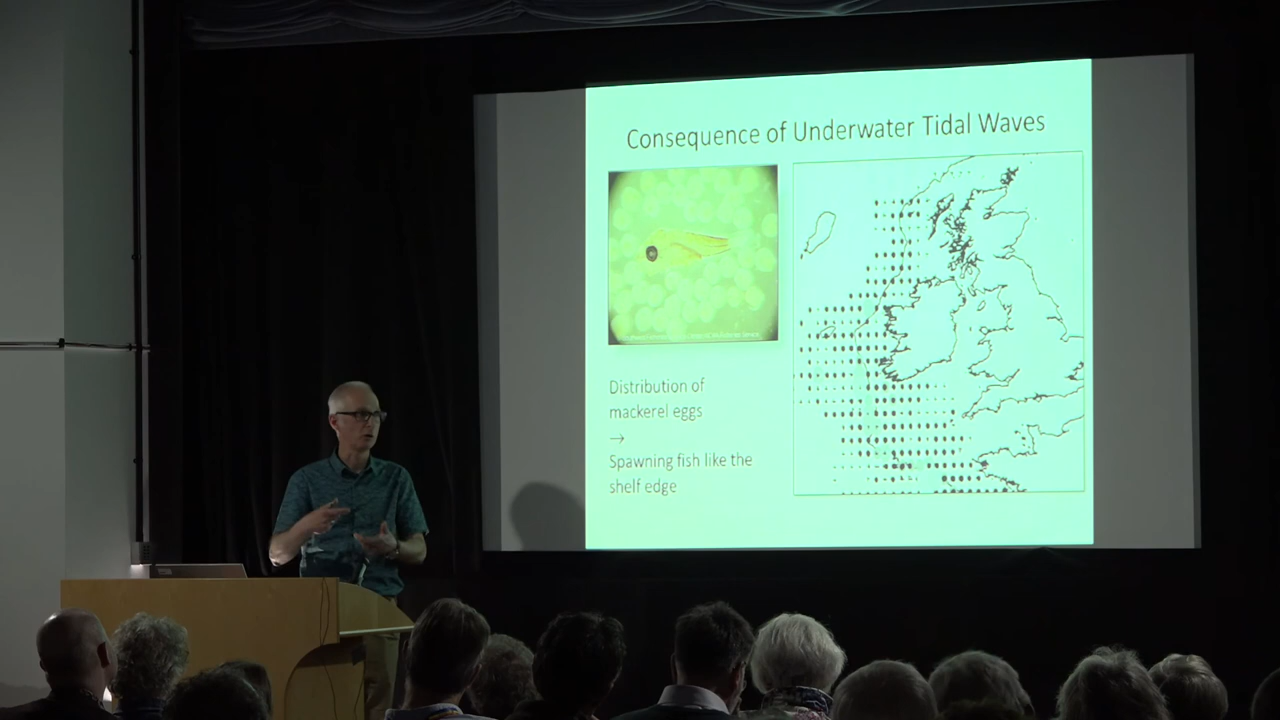 Consequence of Underwater Tidal Waves
Distribution of
mackerel eggs
→
Spawning fish like the
shelf edge